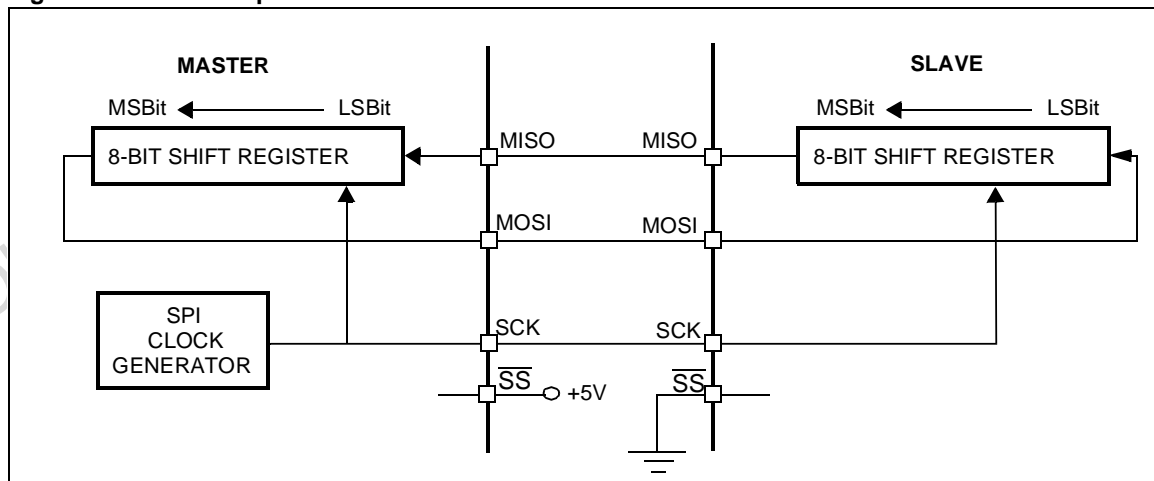 MASTER
SLAVE
MSBit LSBit
MSBit LSBit
8-BIT SHIFT REGISTER
MISO
MISO
8-BIT SHIFT REGISTER
MOSI
MOSI
SPI
CLOCK
GENERATOR
SCK
SCK
SS
+5V
SS